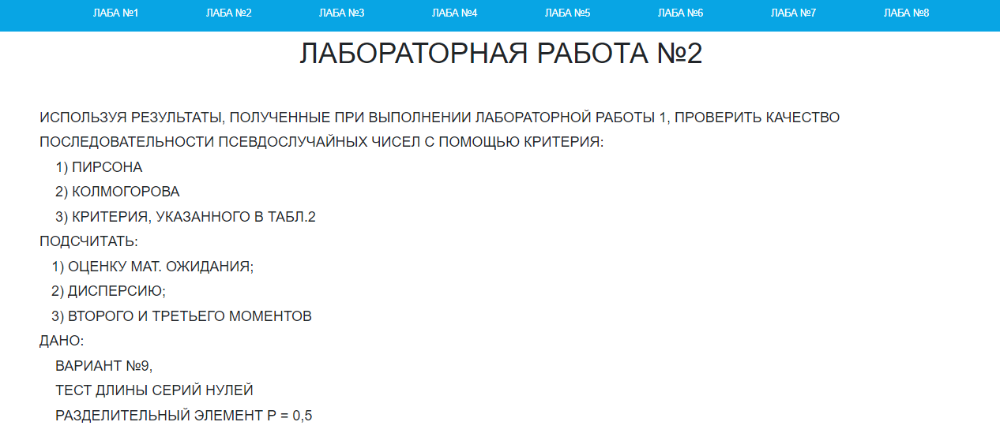 ЛАБА №1 ЛАБА №2 ЛАБА №3 ЛАБА №4 ЛАБА №5 ЛАБА №6 ЛАБА №7 ЛАБА №8
ЛАБОРАТОРНАЯ РАБОТА №2
ИСПОЛЬЗУЯ РЕЗУЛЬТАТЫ, ПОЛУЧЕННЫЕ ПРИ ВЫПОЛНЕНИИ ЛАБОРАТОРНОЙ РАБОТЫ 1, ПРОВЕРИТЬ КАЧЕСТВО
ПОСЛЕДОВАТЕЛЬНОСТИ ПСЕВДОСЛУЧАЙНЫХ ЧИСЕЛ С ПОМОЩЬЮ КРИТЕРИЯ:
1) ПИРСОНА
2) КОЛМОГОРОВА
3) КРИТЕРИЯ, УКАЗАННОГО В ТАБЛ.2
ПОДСЧИТАТЬ:
1) ОЦЕНКУ МАТ. ОЖИДАНИЯ;
2) ДИСПЕРСИЮ;
3) ВТОРОГО И ТРЕТЬЕГО МОМЕНТОВ
ДАНО:
ВАРИАНТ №9,
ТЕСТ ДЛИНЫ СЕРИЙ НУЛЕЙ
РАЗДЕЛИТЕЛЬНЫЙ ЭЛЕМЕНТ Р = 0,5